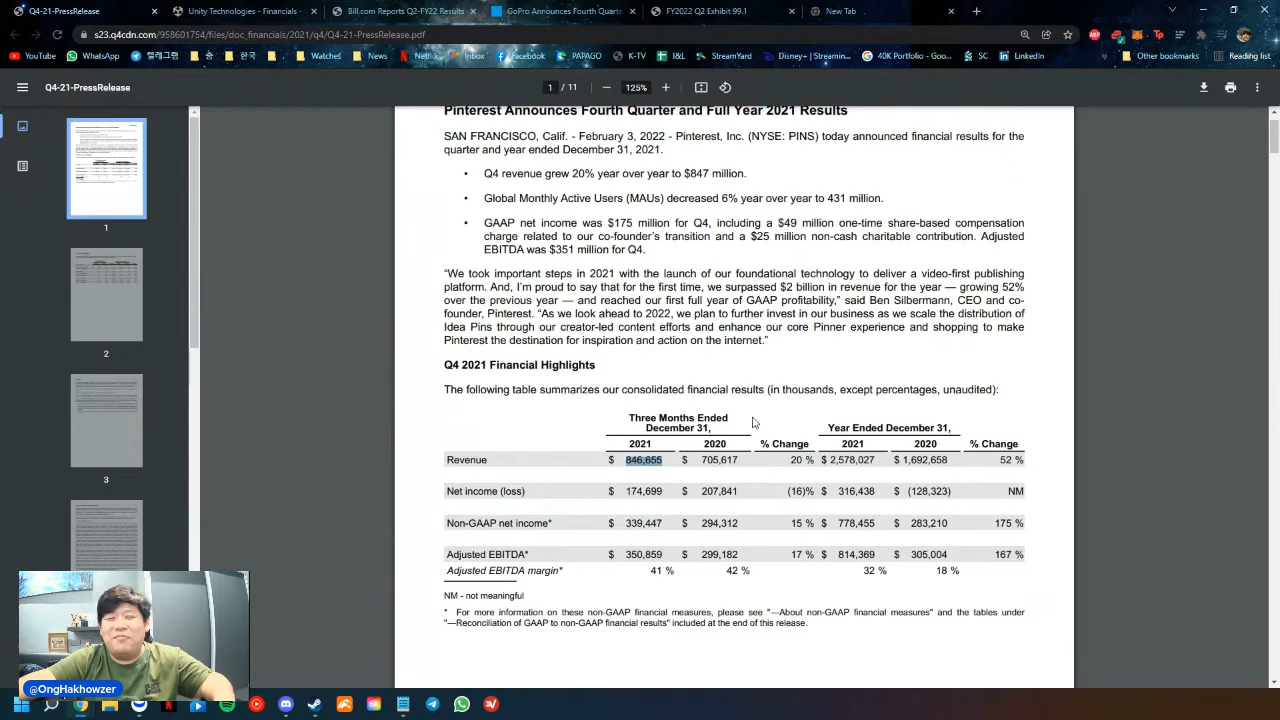 Q4-21-PressRelease
Unity Technologies - Financials -
Bill.com Reports Q2-FY22 Results
GoPro Announces Fourth Quarter
FY2022 Q2 Exhibit 99.1
New Tab
s23.q4cdn.com/958601754/files/doc_financials/2021/q4/Q4-21-PressRelease.pdf
YouTube
WhatsApp
텔레그램
중
한국
Watches
News
Netflix
Inbox
Facebook
PAPAGO
K-TV
I&L
StreamYard
Disney+ | Streamin...
40K Portfolio - Goo...
SC
LinkedIn
Other bookmarks
Reading list
Q4-21-PressRelease
1 / 11
125%
Pinterest Announces Fourth Quarter and Full Year 2021 Results
SAN FRANCISCO, Calif. - February 3, 2022 - Pinterest, Inc. (NYSE: PINS) today announced financial results for the
quarter and year ended December 31, 2021.
• Q4 revenue grew 20% year over year to $847 million.
• Global Monthly Active Users (MAUs) decreased 6% year over year to 431 million.
• GAAP net income was $175 million for Q4, including a $49 million one-time share-based compensation
charge related to our co-founder's transition and a $25 million non-cash charitable contribution. Adjusted
EBITDA was $351 million for Q4.
“We took important steps in 2021 with the launch of our foundational technology to deliver a video-first publishing
platform. And, I'm proud to say that for the first time, we surpassed $2 billion in revenue for the year — growing 52%
over the previous year — and reached our first full year of GAAP profitability,” said Ben Silbermann, CEO and co-
founder, Pinterest. “As we look ahead to 2022, we plan to further invest in our business as we scale the distribution of
Idea Pins through our creator-led content efforts and enhance our core Pinner experience and shopping to make
Pinterest the destination for inspiration and action on the internet.”
Q4 2021 Financial Highlights
The following table summarizes our consolidated financial results (in thousands, except percentages, unaudited):
Three Months Ended
December 31,
Year Ended December 31,
2021 2020 % Change 2021 2020 % Change
Revenue $ 846,655 $ 705,617 20 % $ 2,578,027 $ 1,692,658 52 %
Net income (loss) $ 174,699 $ 207,841 (16)% $ 316,438 $ (128,323) NM
Non-GAAP net income* $ 339,447 $ 294,312 15 % $ 778,455 $ 283,210 175 %
Adjusted EBITDA* $ 350,859 $ 299,182 17 % $ 814,369 $ 305,004 167 %
Adjusted EBITDA margin* 41 % 42 % 32 % 18 %
NM - not meaningful
* For more information on these non-GAAP financial measures, please see "—About non-GAAP financial measures" and the tables under
"—Reconciliation of GAAP to non-GAAP financial results" included at the end of this release.
1
2
3
@OngHakhowzer